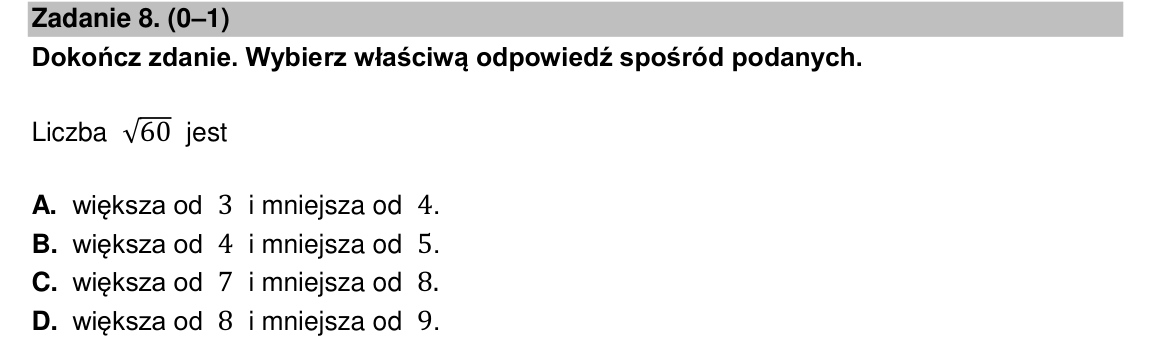 Zadanie 8. (0–1)
Dokończ zdanie. Wybierz właściwą odpowiedź spośród podanych.
Liczba √60 jest
A. większa od 3 i mniejsza od 4.
B. większa od 4 i mniejsza od 5.
C. większa od 7 i mniejsza od 8.
D. większa od 8 i mniejsza od 9.